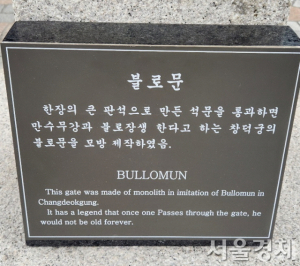 불로문
한장의 큰 판석으로 만든 석문을 통과하면
만수무강과 불로장생 한다고 하는 창덕궁의
불로문을 모방 제작하였음.
BULLOMUN
This gate was made of monolith in imitation of Bullomun in
Changdeokgung.
It has a legend that once one Passes through the gate, he
would not be old forever.
서울경제